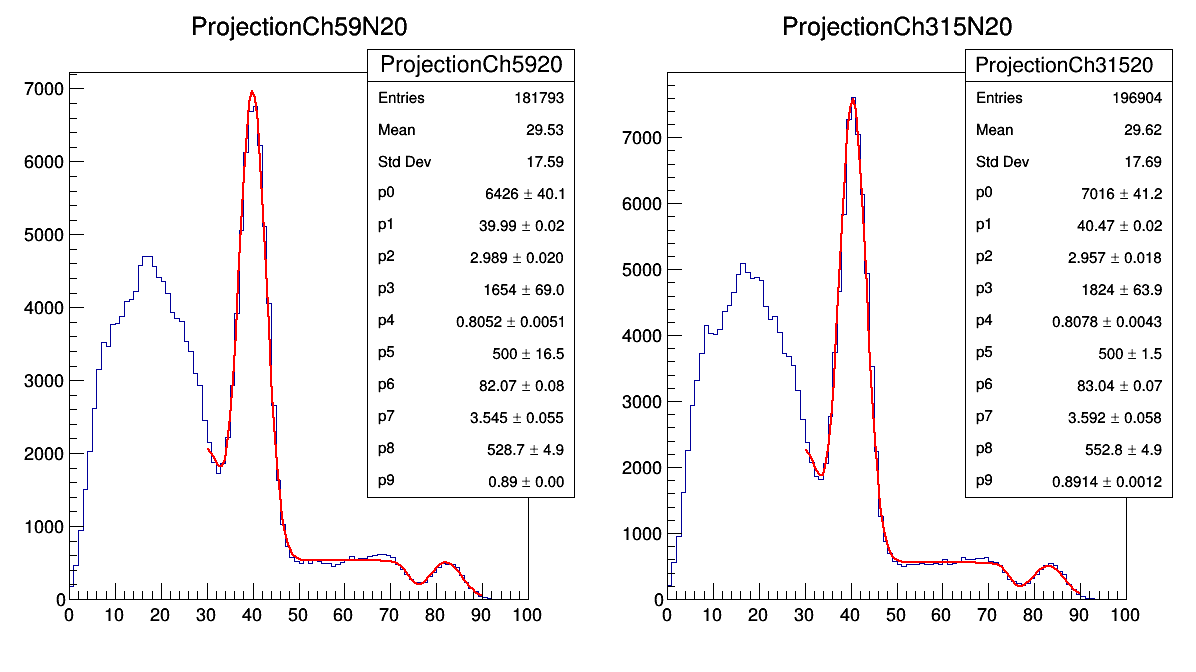 ProjectionCh59N20
ProjectionCh5920
Entries 181793
Mean 29.53
Std Dev 17.59
p0 6426 ± 40.1
p1 39.99 ± 0.02
p2 2.989 ± 0.020
p3 1654 ± 69.0
p4 0.8052 ± 0.0051
p5 500 ± 16.5
p6 82.07 ± 0.08
p7 3.545 ± 0.055
p8 528.7 ± 4.9
p9 0.89 ± 0.00
7000
6000
5000
4000
3000
2000
1000
0
0 10 20 30 40 50 60 70 80 90 100
ProjectionCh315N20
ProjectionCh31520
Entries 196904
Mean 29.62
Std Dev 17.69
p0 7016 ± 41.2
p1 40.47 ± 0.02
p2 2.957 ± 0.018
p3 1824 ± 63.9
p4 0.8078 ± 0.0043
p5 500 ± 1.5
p6 83.04 ± 0.07
p7 3.592 ± 0.058
p8 552.8 ± 4.9
p9 0.8914 ± 0.0012
7000
6000
5000
4000
3000
2000
1000
0
0 10 20 30 40 50 60 70 80 90 100